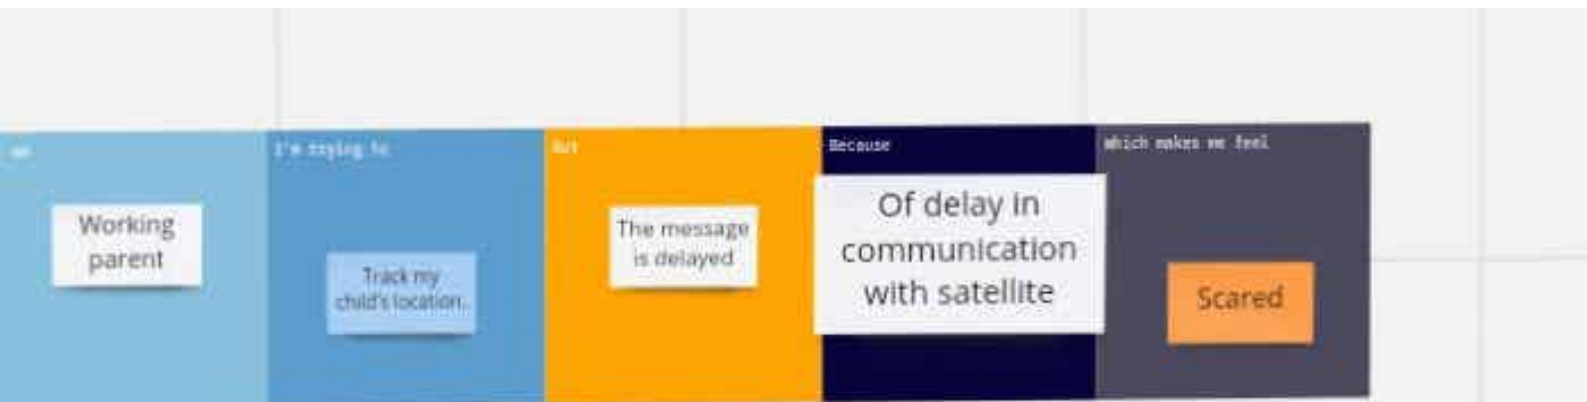 I'm trying to
But
Because
which makes me feel
Working
parent
Track my
child's location.
The message
is delayed
Of delay in
communication
with satellite
Scared